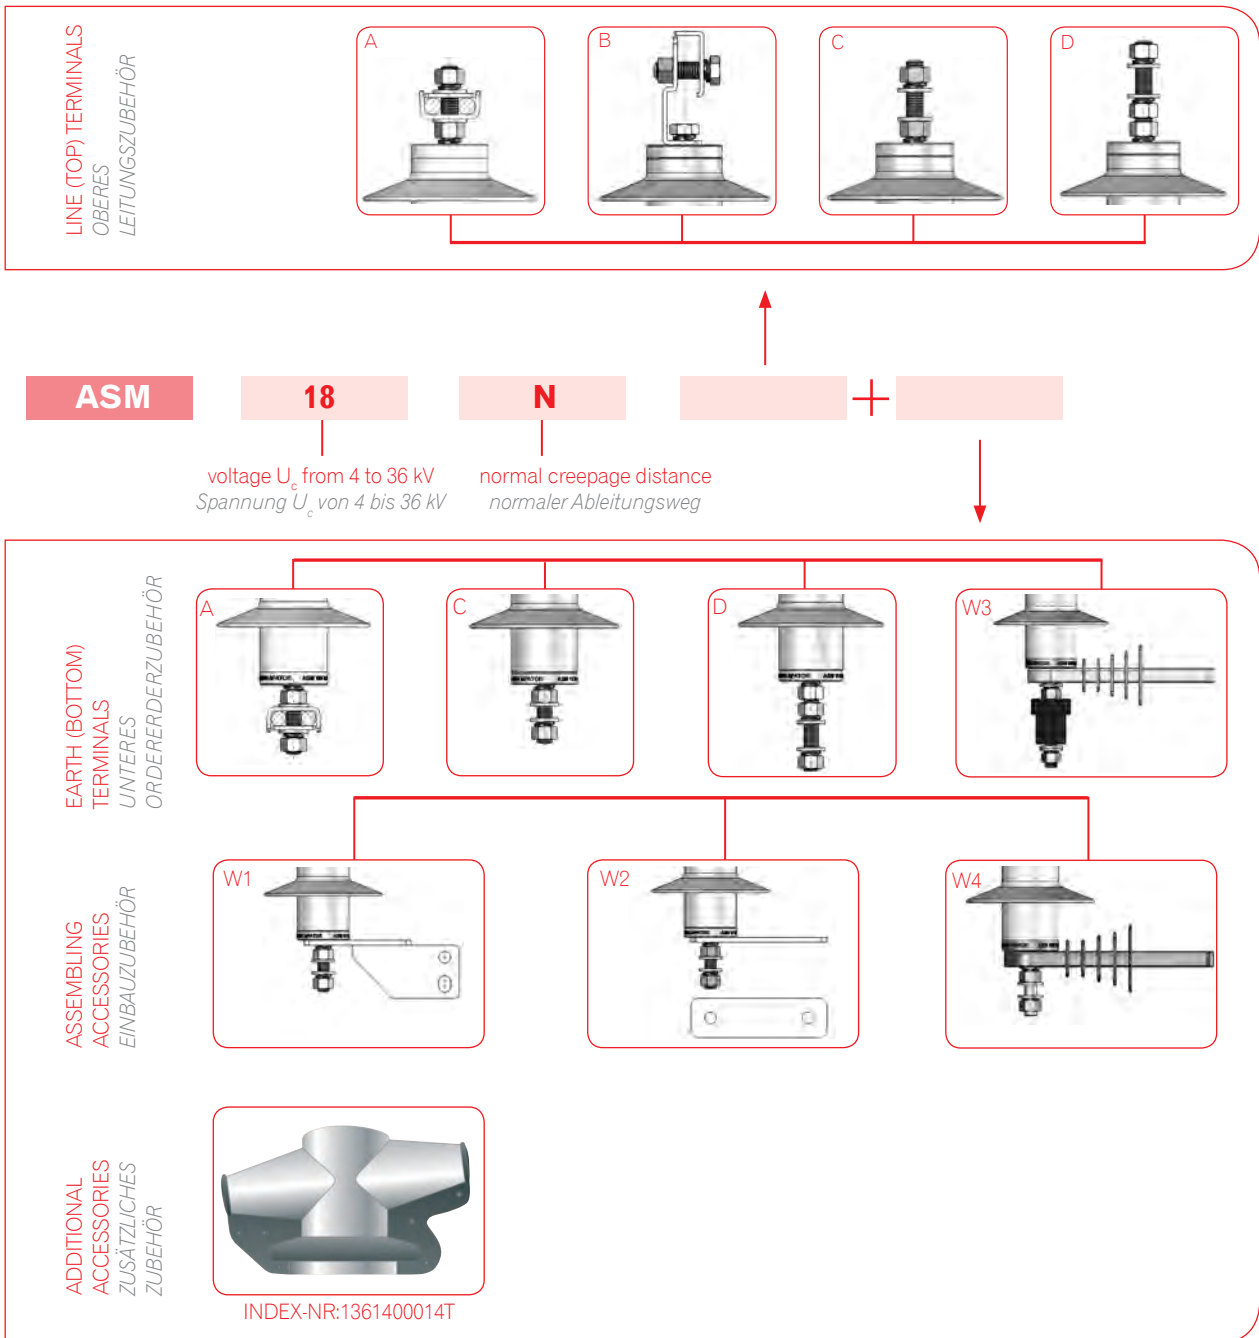 LINE (TOP) TERMINALS
OBERES
LEITUNGSZUBEHÖR
A
B
C
D
ASM
18
N
+
voltage Uc from 4 to 36 kV
Spannung Uc von 4 bis 36 kV
normal creepage distance
normaler Ableitungsweg
EARTH (BOTTOM)
TERMINALS
UNTERES
ORDERERDERZUBEHÖR
A
C
D
W3
ASSEMBLING
ACCESSORIES
EINBAUZUBEHÖR
W1
W2
W4
ADDITIONAL
ACCESSORIES
ZUSÄTZLICHES
ZUBEHÖR
INDEX-NR:1361400014T